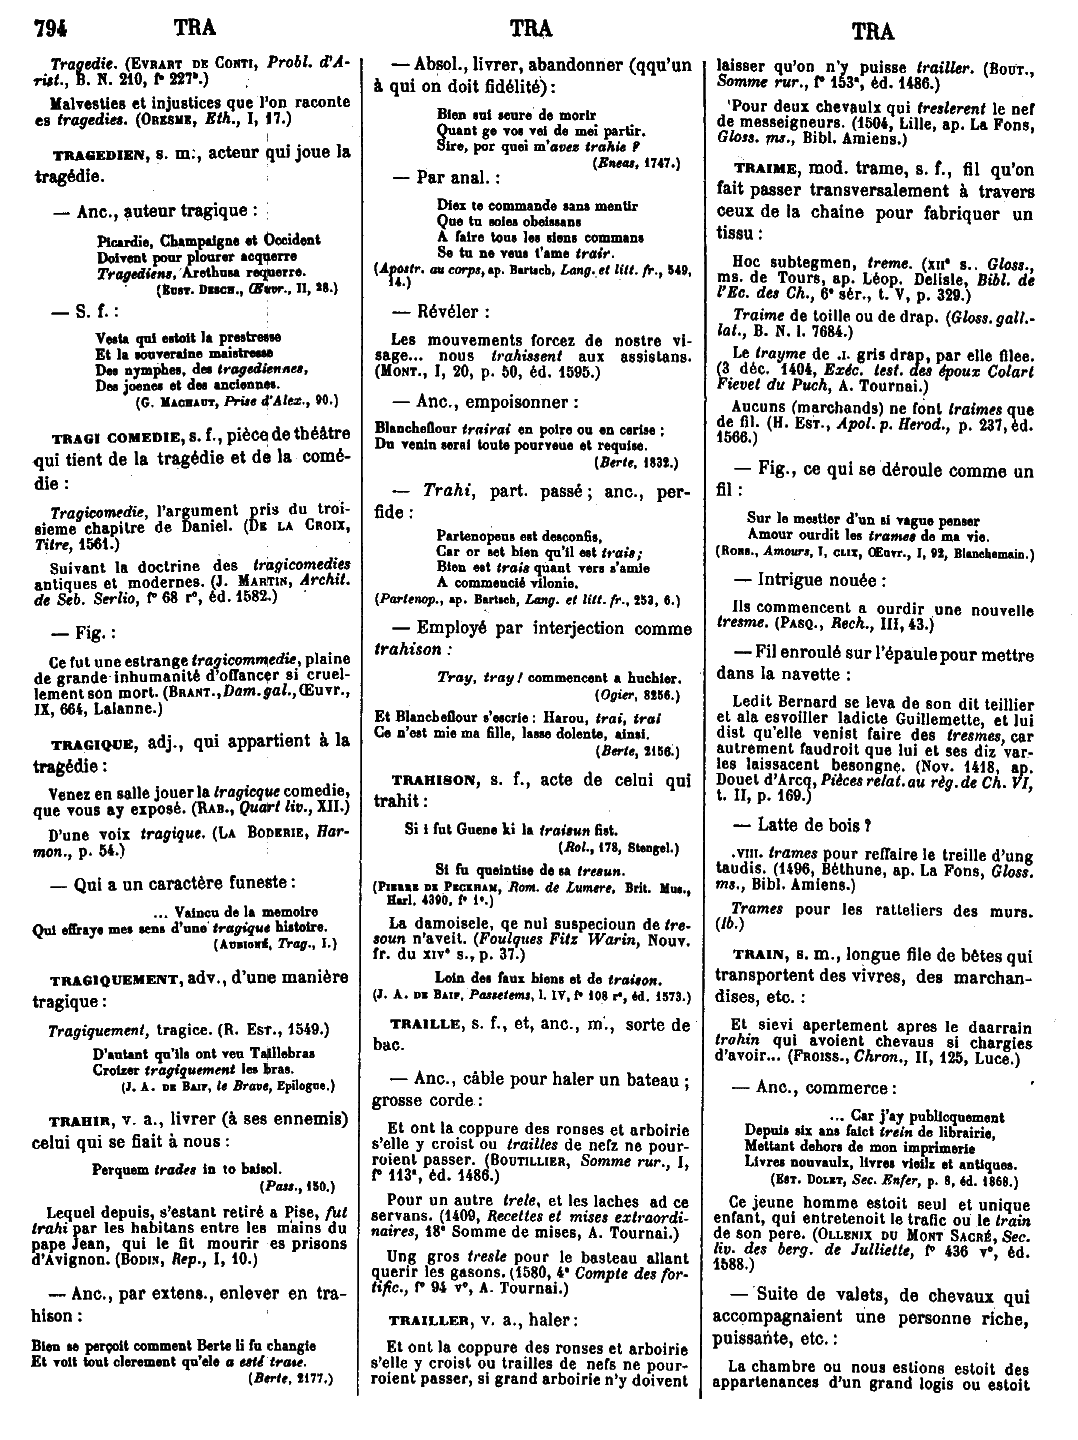 794 TRA TRA TRA
Tragedie. (EVRART DE CONTI, Probl. d'A-
rist., B. N. 210, fº 227ᵇ.)
Malvesties et injustices que l'on raconte
es tragedies. (ORESME, Eth., I, 17.)
TRAGEDIEN, s. m., acteur qui joue la
tragédie.
— Anc., auteur tragique :
Picardie, Champaigne et Occident
Doivent pour plourer acquerre
Tragediens, Arethusa requerre.
(EUST. DESCH., Œuvr., II, 28.)
— S. f. :
Vesta qui estoit la prestresse
Et la souveraine maistresse
Des nymphes, des tragediennes,
Des joenes et des anciennes.
(G. MACHAUT, Prise d'Alex., 90.)
TRAGI COMEDIE, s. f., pièce de théâtre
qui tient de la tragédie et de la comé-
die :
Tragicomedie, l'argument pris du troi-
sieme chapitre de Daniel. (DE LA CROIX,
Titre, 1561.)
Suivant la doctrine des tragicomedies
antiques et modernes. (J. MARTIN, Archit.
de Seb. Serlio, fº 68 rº, éd. 1582.)
— Fig. :
Ce fut une estrange tragicommedie, plaine
de grande inhumanité d'offancer si cruel-
lement son mort. (BRANT., Dam. gal., Œuvr.,
IX, 664, Lalanne.)
TRAGIQUE, adj., qui appartient à la
tragédie :
Venez en salle jouer la tragicque comedie,
que vous ay exposé. (RAB., Quart liv., XII.)
D'une voix tragique. (LA BODERIE, Har-
mon., p. 54.)
— Qui a un caractère funeste :
... Vaincu de la memoire
Qui effraye mes sens d'une tragique histoire.
(AUBIGNÉ, Trag., I.)
TRAGIQUEMENT, adv., d'une manière
tragique :
Tragiquement, tragice. (R. EST., 1549.)
D'autant qu'ils ont veu Taillebras
Croizer tragiquement les bras.
(J. A. DE BAIF, le Brave, Epilogue.)
TRAHIR, v. a., livrer (à ses ennemis)
celui qui se fiait à nous :
Perquem trades in to baisol.
(Pass., 150.)
Lequel depuis, s'estant retiré a Pise, fut
trahi par les habitans entre les mains du
pape Jean, qui le fit mourir es prisons
d'Avignon. (BODIN, Rep., I, 10.)
— Anc., par extens., enlever en tra-
hison :
Bien se perçoit comment Berte li fu changie
Et voit tout clerement qu'ele a esté traie.
(Berte, 2177.)
— Absol., livrer, abandonner (qqu'un
à qui on doit fidélité) :
Bien sui seure de morir
Quant ge vos vei de mei partir.
Sire, por quei m'avez trahie ?
(Eneas, 1747.)
— Par anal. :
Diex te commande sans mentir
Que tu soies obeissans
A faire tous les siens commans
Se tu ne veus t'ame trair.
(Apostr. au corps, ap. Bartsch, Lang. et litt. fr., 549,
14.)
— Révéler :
Les mouvements forcez de nostre vi-
sage... nous trahissent aux assistans.
(MONT., I, 20, p. 50, éd. 1595.)
— Anc., empoisonner :
Blancheflour trairai en poire ou en cerise ;
Du venin serai toute pourveue et requise.
(Berte, 1832.)
— Trahi, part. passé ; anc., per-
fide :
Partenopeus est desconfis,
Car or set bien qu'il est trais ;
Bien est trais quant vers s'amie
A commencié vilonie.
(Partenop., ap. Bartsch, Lang. et litt. fr., 253, 6.)
— Employé par interjection comme
trahison :
Tray, tray ! commencent a huchier.
(Ogier, 8256.)
Et Blancheflour s'escrie : Harou, trai, trai
Ce n'est mie ma fille, lasse dolente, ainsi.
(Berte, 2156.)
TRAHISON, s. f., acte de celui qui
trahit :
Si i fut Guene ki la traisun fist.
(Rol., 178, Stengel.)
Si fu queintise de sa tresun.
(PIERRE DE PECKHAM, Rom. de Lumere, Brit. Mus.,
Harl. 4390, fº 1ᵃ.)
La damoisele, qe nul suspecioun de tre-
soun n'aveit. (Foulques Fitz Warin, Nouv.
fr. du XIVᵉ s., p. 37.)
Loin des faux biens et de traison.
(J. A. DE BAIF, Passetems, l. IV, fº 108 rº, éd. 1573.)
TRAILLE, s. f., et, anc., m., sorte de
bac.
— Anc., câble pour haler un bateau ;
grosse corde :
Et ont la coppure des ronses et arboirie
s'elle y croist ou trailles de nefz ne pour-
roient passer. (BOUTILLIER, Somme rur., I,
fº 113ᵃ, éd. 1486.)
Pour un autre trele, et les laches ad ce
servans. (1409, Recettes et mises extraordi-
naires, 18ᵉ Somme de mises, A. Tournai.)
Ung gros tresle pour le basteau allant
querir les gasons. (1580, 4ᵉ Compte des for-
tific., fº 94 vº, A. Tournai.)
TRAILLER, v. a., haler :
Et ont la coppure des ronses et arboirie
s'elle y croist ou trailles de nefs ne pour-
roient passer, si grand arboirie n'y doivent
laisser qu'on n'y puisse trailler. (BOUT.,
Somme rur., fº 153ᵃ, éd. 1486.)
Pour deux chevaulx qui treslerent le nef
de messeigneurs. (1504, Lille, ap. La Fons,
Gloss. ms., Bibl. Amiens.)
TRAIME, mod. trame, s. f., fil qu'on
fait passer transversalement à travers
ceux de la chaine pour fabriquer un
tissu :
Hoc subtegmen, treme. (XIIᵉ s.. Gloss.,
ms. de Tours, ap. Léop. Delisle, Bibl. de
l'Ec. des Ch., 6ᵉ sér., t. V, p. 329.)
Traime de toille ou de drap. (Gloss. gall.-
lat., B. N. l. 7684.)
Le trayme de .I. gris drap, par elle filee.
(3 déc. 1404, Exéc. test. des époux Colart
Fievet du Puch, A. Tournai.)
Aucuns (marchands) ne font traimes que
de fil. (H. EST., Apol. p. Herod., p. 237, éd.
1566.)
— Fig., ce qui se déroule comme un
fil :
Sur le mestier d'un si vague penser
Amour ourdit les trames de ma vie.
(RONS., Amours, I, CLIX, Œuvr., I, 92, Blanchemain.)
— Intrigue nouée :
Ils commencent a ourdir une nouvelle
tresme. (PASQ., Rech., III, 43.)
— Fil enroulé sur l'épaule pour mettre
dans la navette :
Ledit Bernard se leva de son dit teillier
et ala esvoillier ladicte Guillemette, et lui
dist qu'elle venist faire des tresmes, car
autrement faudroit que lui et ses diz var-
les laissacent besongne. (Nov. 1418, ap.
Douet d'Arcq, Pièces relat. au règ. de Ch. VI,
t. II, p. 169.)
— Latte de bois ?
.VIII. trames pour reffaire le treille d'ung
taudis. (1496, Béthune, ap. La Fons, Gloss.
ms., Bibl. Amiens.)
Trames pour les ratteliers des murs.
(Ib.)
TRAIN, s. m., longue file de bêtes qui
transportent des vivres, des marchan-
dises, etc. :
Et sievi apertement apres le daarrain
trahin qui avoient chevaus si chargies
d'avoir... (FROISS., Chron., II, 125, Luce.)
— Anc., commerce :
... Car j'ay publicquement
Depuis six ans faict trein de librairie,
Mettant dehors de mon imprimerie
Livres nouvaulx, livres vieilz et antiques.
(EST. DOLET, Sec. Enfer, p. 8, éd. 1868.)
Ce jeune homme estoit seul et unique
enfant, qui entretenoit le trafic ou le train
de son pere. (OLLENIX DU MONT SACRÉ, Sec.
liv. des berg. de Julliette, fº 436 vº, éd.
1588.)
— Suite de valets, de chevaux qui
accompagnaient une personne riche,
puissante, etc. :
La chambre ou nous estions estoit des
appartenances d'un grand logis ou estoit